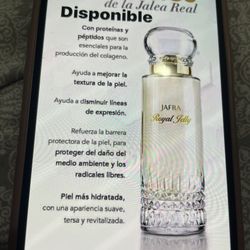 de la Jalea Real
Disponible
Con proteínas y
péptidos que son
esenciales para la
producción del colageno.
Ayuda a mejorar la
textura de la piel.
Ayuda a disminuir líneas
de expresión.
Refuerza la barrera
protectora de la piel, para
proteger del daño del
medio ambiente y los
radicales libres.
Piel más hidratada,
con una apariencia suave,
tersa y revitalizada.
JAFRA
Royal Jelly